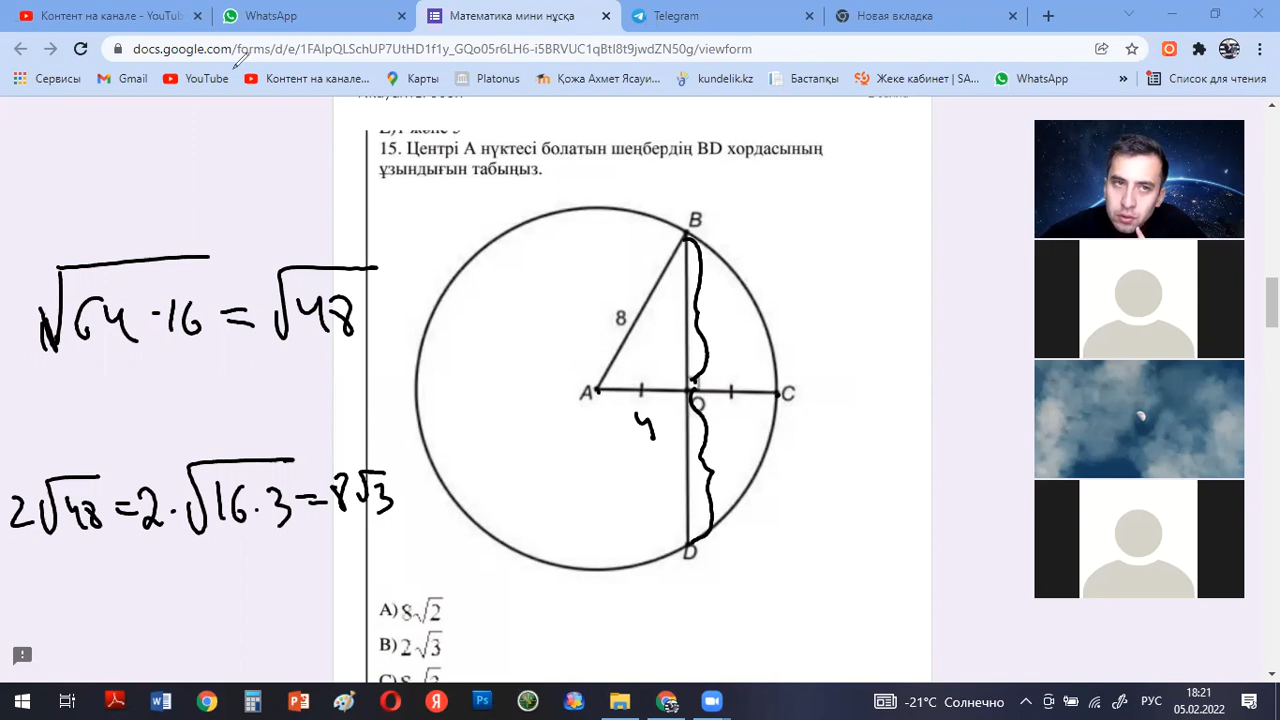 Контент на канале - YouTub
WhatsApp
Математика мини нұсқа
Telegram
Новая вкладка
docs.google.com/forms/d/e/1FAIpQLSchUP7UtHD1f1y_GQo05r6LH6-i5BRVUC1qBtI8t9jwdZN50g/viewform
Сервисы
Gmail
YouTube
Контент на канале...
Карты
Platonus
Қожа Ахмет Ясауи...
kundelik.kz
Бастапқы
Жеке кабинет | SA...
WhatsApp
»
Список для чтения
15. Центрі А нүктесі болатын шеңбердің BD хордасының
ұзындығын табыңыз.
B
8
A
C
4
D
√64-16 = √48
2√48 = 2·√16·3 = 8√3
A) 8√2
B) 2√3
-21°C Солнечно
РУС
18:21
05.02.2022